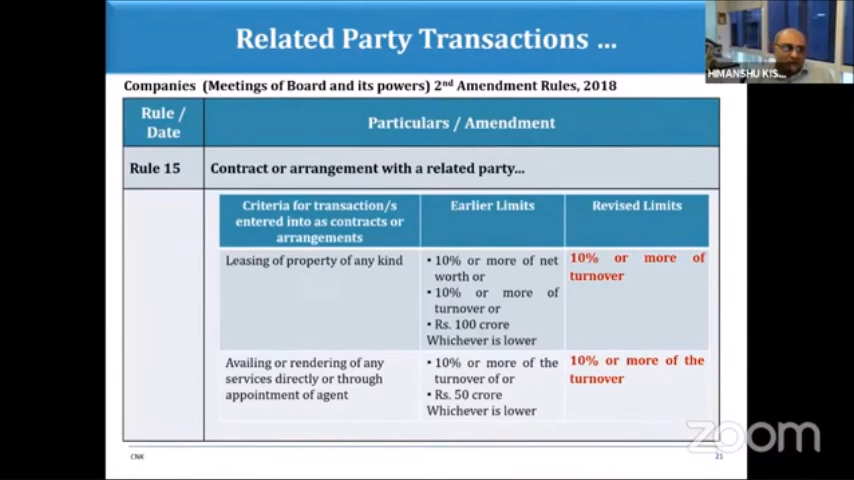 Related Party Transactions ...
HIMANSHU KIS...
Companies (Meetings of Board and its powers) 2nd Amendment Rules, 2018
Rule /
Date
Particulars / Amendment
Rule 15
Contract or arrangement with a related party...
Criteria for transaction/s
entered into as contracts or
arrangements
Earlier Limits
Revised Limits
Leasing of property of any kind
• 10% or more of net
worth or
• 10% or more of
turnover or
• Rs. 100 crore
Whichever is lower
10% or more of
turnover
Availing or rendering of any
services directly or through
appointment of agent
• 10% or more of the
turnover of or
• Rs. 50 crore
Whichever is lower
10% or more of the
turnover
zoom
CNK
21